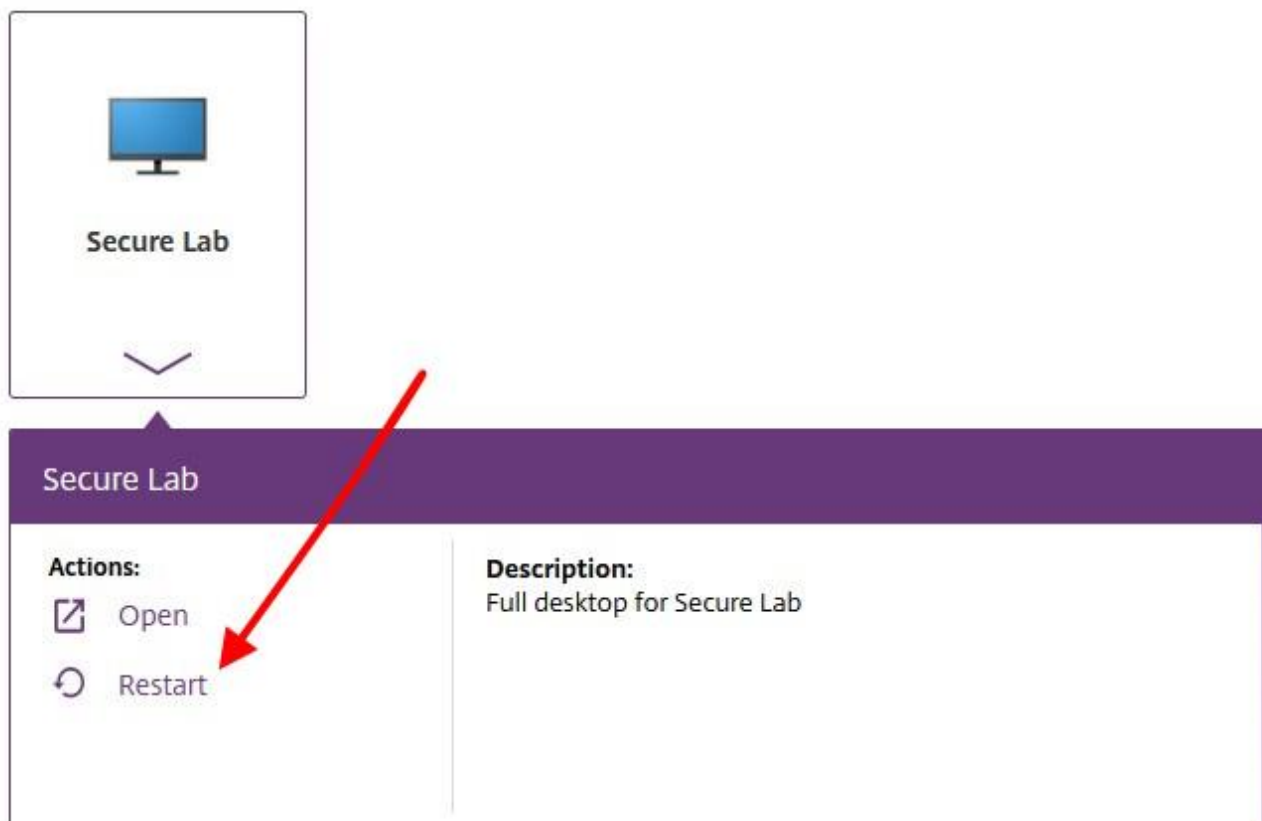 Secure Lab
Secure Lab
Actions:
Open
Restart
Description:
Full desktop for Secure Lab